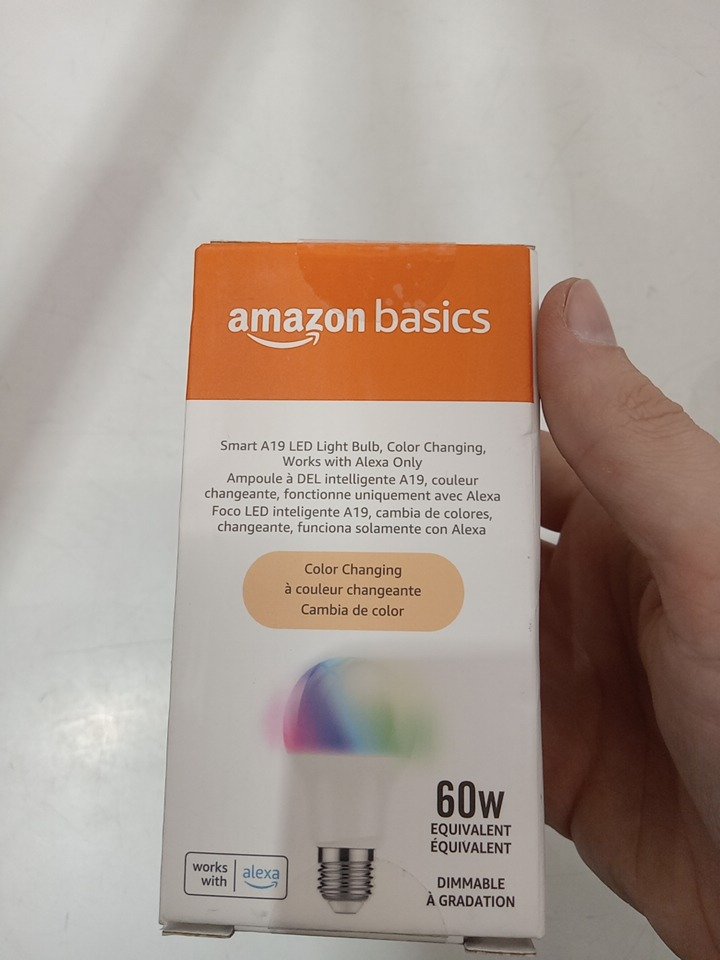 amazon basics
Smart A19 LED Light Bulb, Color Changing,
Works with Alexa Only
Ampoule à DEL intelligente A19, couleur
changeante, fonctionne uniquement avec Alexa
Foco LED inteligente A19, cambia de colores,
changeante, funciona solamente con Alexa
Color Changing
à couleur changeante
Cambia de color
60W
EQUIVALENT
ÉQUIVALENT
works
with
alexa
DIMMABLE
À GRADATION